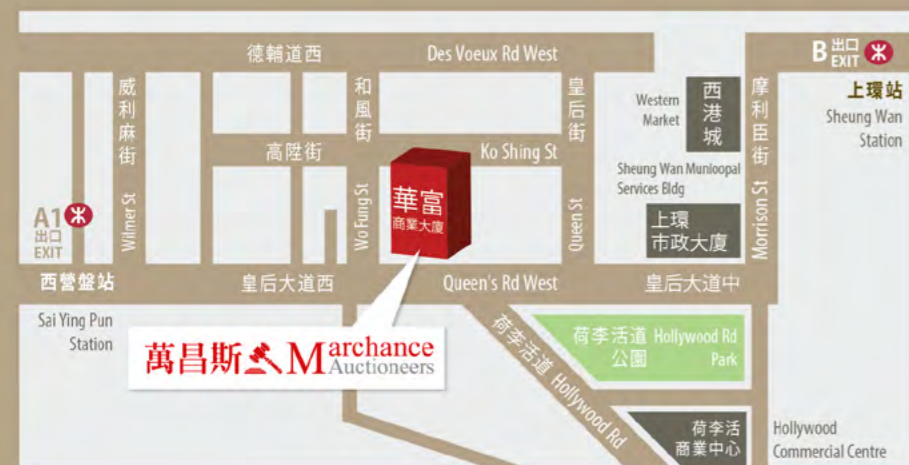 德輔道西
Des Voeux Rd West
B 出口
EXIT
上環站
Sheung Wan
Station
威利麻街
Wilmer St
和風街
Wo Fung St
皇后街
Queen St
摩利臣街
Morrison St
Western
Market
西港城
高陞街
Ko Shing St
Sheung Wan Munioopal
Services Bldg
上環
市政大廈
華富
商業大廈
A1
出口
EXIT
西營盤站
Sai Ying Pun
Station
皇后大道西
Queen's Rd West
皇后大道中
萬昌斯 Marchance
Auctioneers
荷李活道 Hollywood Rd
荷李活道 Hollywood Rd
公園 Park
荷李活
商業中心
Hollywood
Commercial Centre